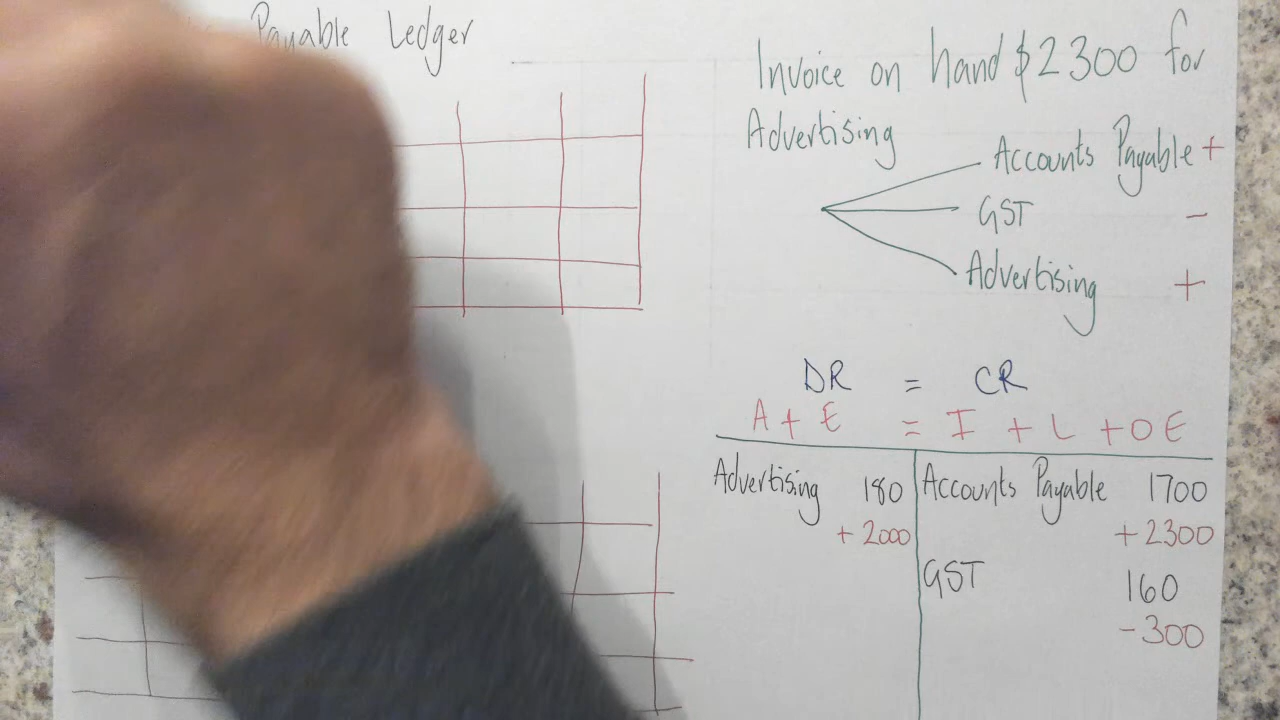 Payable Ledger
Invoice on hand $2300 for
Advertising
Accounts Payable +
GST -
Advertising +
DR = CR
A + E = I + L + OE
Advertising 180 Accounts Payable 1700
+ 2000 + 2300
GST 160
- 300